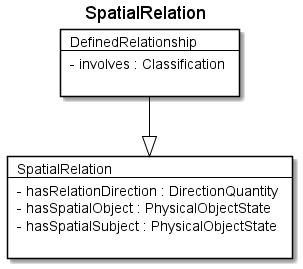 SpatialRelation
DefinedRelationship
- involves : Classification
SpatialRelation
- hasRelationDirection : DirectionQuantity
- hasSpatialObject : PhysicalObjectState
- hasSpatialSubject : PhysicalObjectState